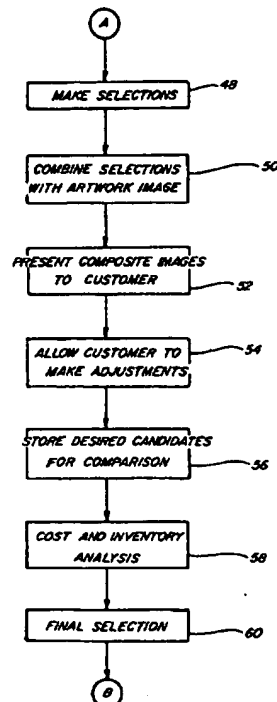 A
MAKE SELECTIONS
48
COMBINE SELECTIONS
WITH ARTWORK IMAGE
50
PRESENT COMPOSITE IMAGES
TO CUSTOMER
52
ALLOW CUSTOMER TO
MAKE ADJUSTMENTS
54
STORE DESIRED CANDIDATES
FOR COMPARISON
56
COST AND INVENTORY
ANALYSIS
58
FINAL SELECTION
60
B